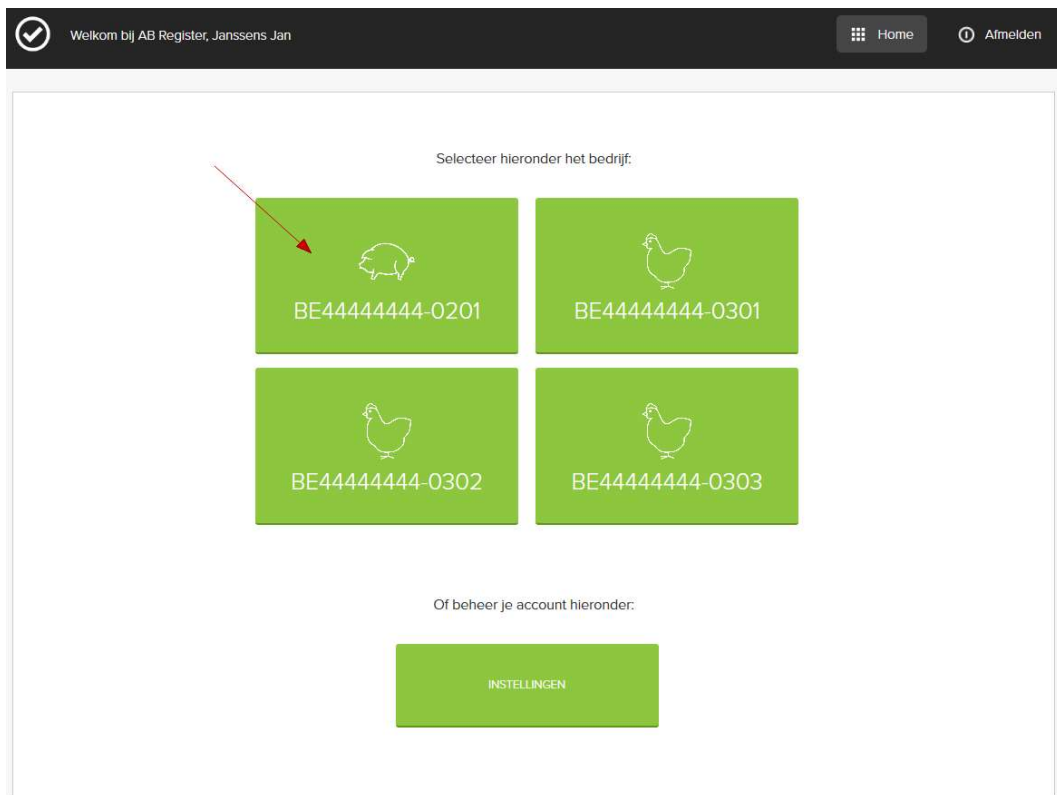 Welkom bij AB Register, Janssens Jan
Home
Afmelden
Selecteer hieronder het bedrijf:
BE44444444-0201
BE44444444-0301
BE44444444-0302
BE44444444-0303
Of beheer je account hieronder:
INSTELLINGEN